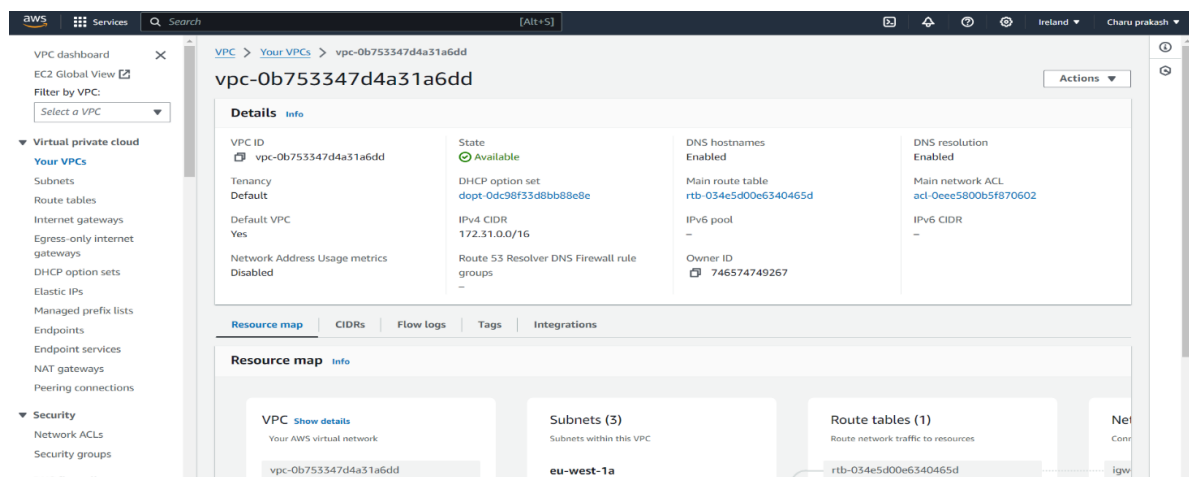 aws Services Search [Alt+S] Ireland Charu prakash
VPC dashboard
EC2 Global View
Filter by VPC:
Select a VPC
Virtual private cloud
Your VPCs
Subnets
Route tables
Internet gateways
Egress-only internet
gateways
DHCP option sets
Elastic IPs
Managed prefix lists
Endpoints
Endpoint services
NAT gateways
Peering connections
Security
Network ACLs
Security groups
VPC > Your VPCs > vpc-0b753347d4a31a6dd
vpc-0b753347d4a31a6dd
Actions
Details Info
VPC ID
vpc-0b753347d4a31a6dd
State
Available
DNS hostnames
Enabled
DNS resolution
Enabled
Tenancy
Default
DHCP option set
dopt-0dc98f33d8bb88e8e
Main route table
rtb-034e5d00e6340465d
Main network ACL
acl-0eee5800b5f870602
Default VPC
Yes
IPv4 CIDR
172.31.0.0/16
IPv6 pool
–
IPv6 CIDR
–
Network Address Usage metrics
Disabled
Route 53 Resolver DNS Firewall rule
groups
–
Owner ID
746574749267
Resource map CIDRs Flow logs Tags Integrations
Resource map Info
VPC Show details
Your AWS virtual network
vpc-0b753347d4a31a6dd
Subnets (3)
Subnets within this VPC
eu-west-1a
Route tables (1)
Route network traffic to resources
rtb-034e5d00e6340465d
Net
Conn
igw